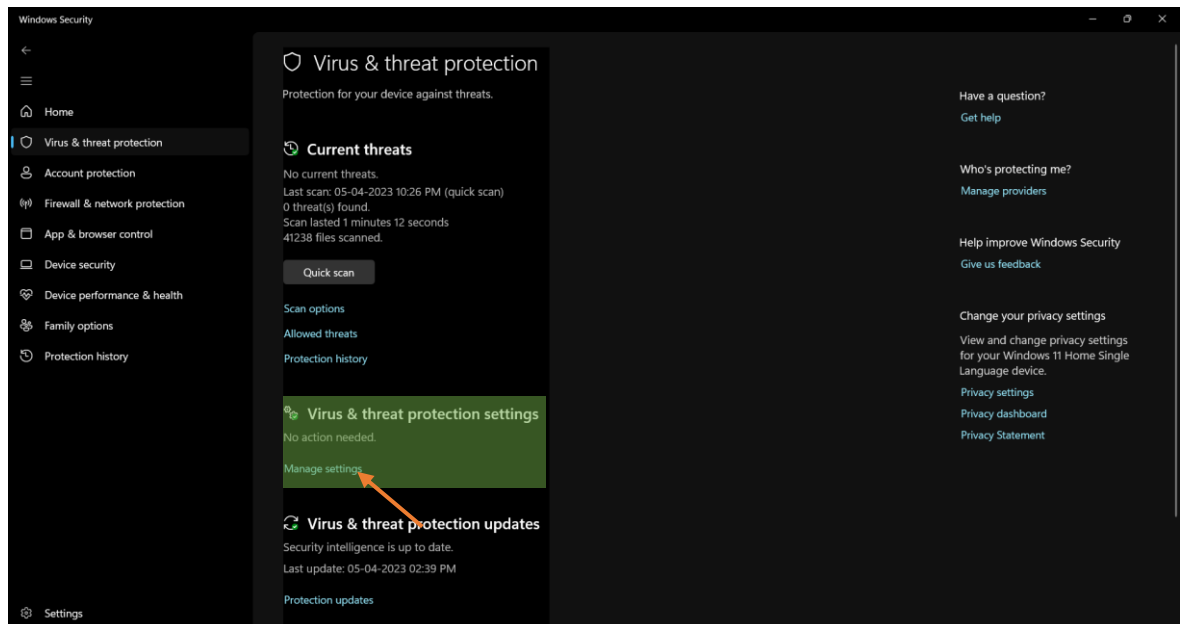 Windows Security
Home
Virus & threat protection
Account protection
Firewall & network protection
App & browser control
Device security
Device performance & health
Family options
Protection history
Settings
Virus & threat protection
Protection for your device against threats.
Current threats
No current threats.
Last scan: 05-04-2023 10:26 PM (quick scan)
0 threat(s) found.
Scan lasted 1 minutes 12 seconds
41238 files scanned.
Quick scan
Scan options
Allowed threats
Protection history
Virus & threat protection settings
No action needed.
Manage settings
Virus & threat protection updates
Security intelligence is up to date.
Last update: 05-04-2023 02:39 PM
Protection updates
Have a question?
Get help
Who's protecting me?
Manage providers
Help improve Windows Security
Give us feedback
Change your privacy settings
View and change privacy settings
for your Windows 11 Home Single
Language device.
Privacy settings
Privacy dashboard
Privacy Statement